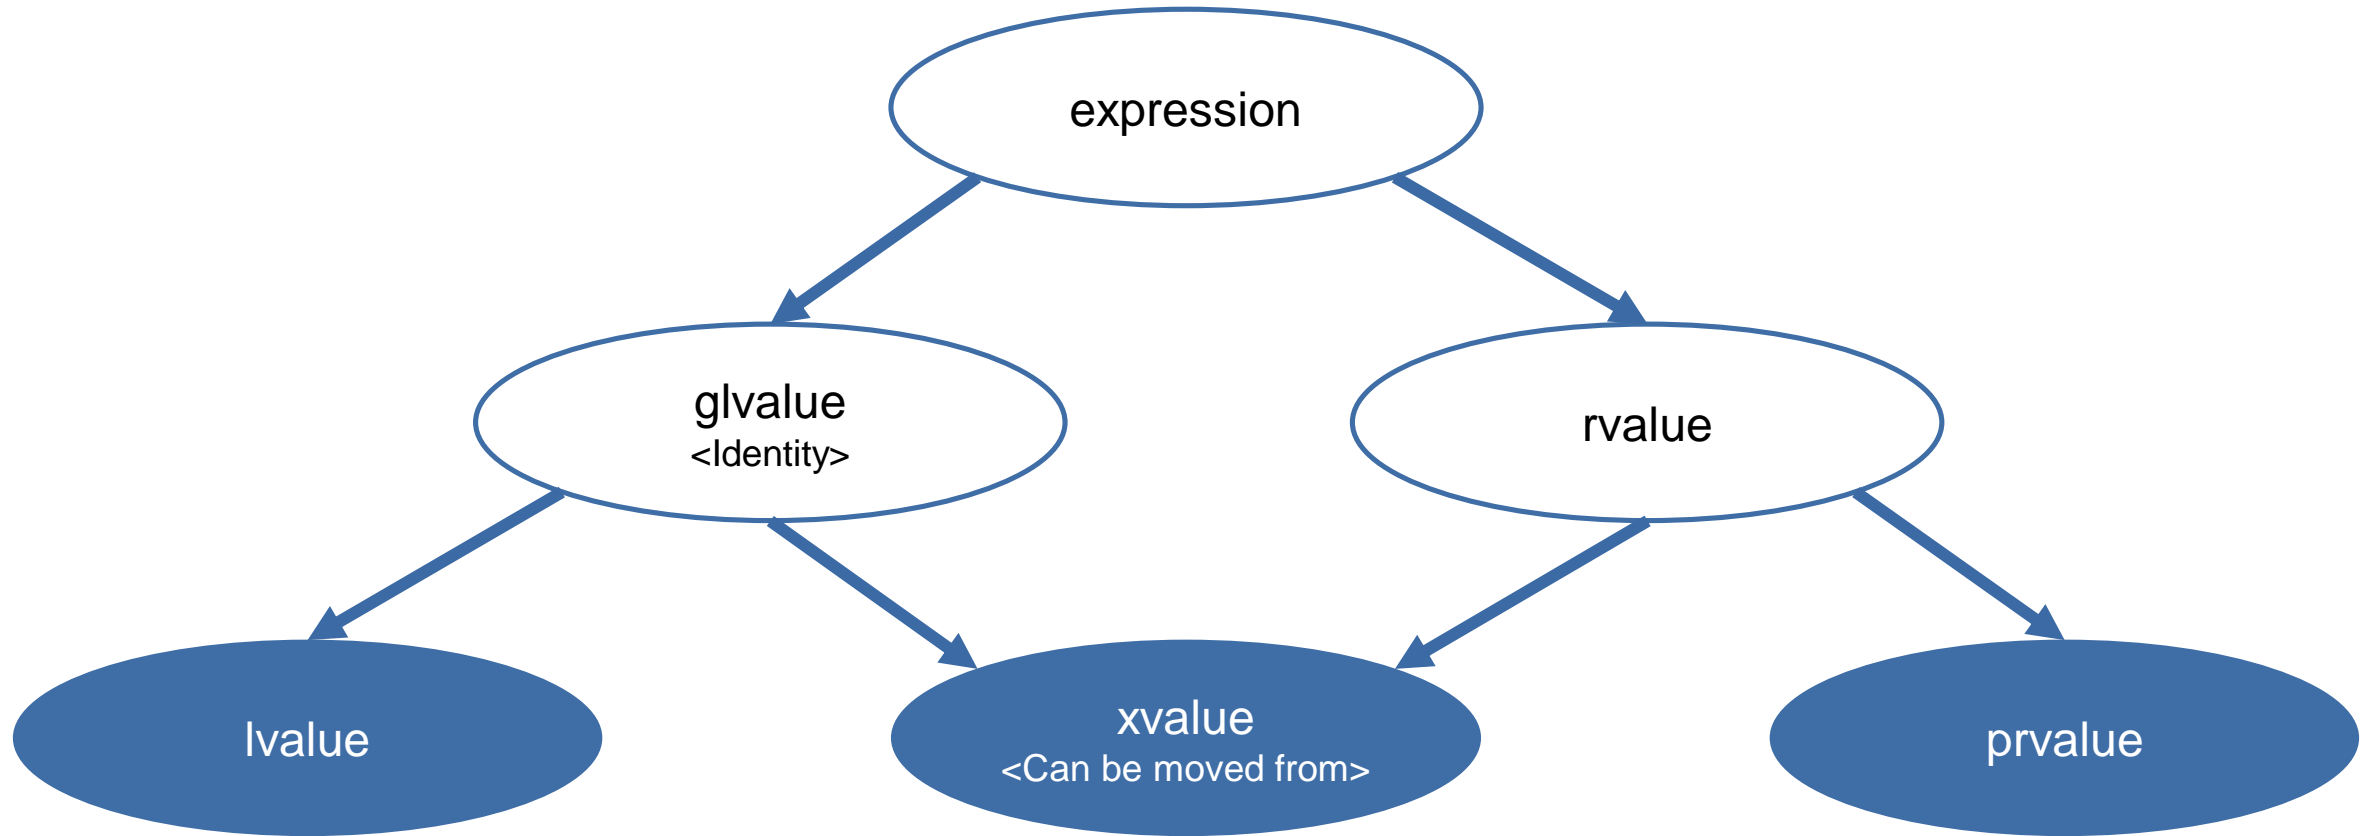 expression
glvalue
<Identity>
rvalue
lvalue
xvalue
<Can be moved from>
prvalue